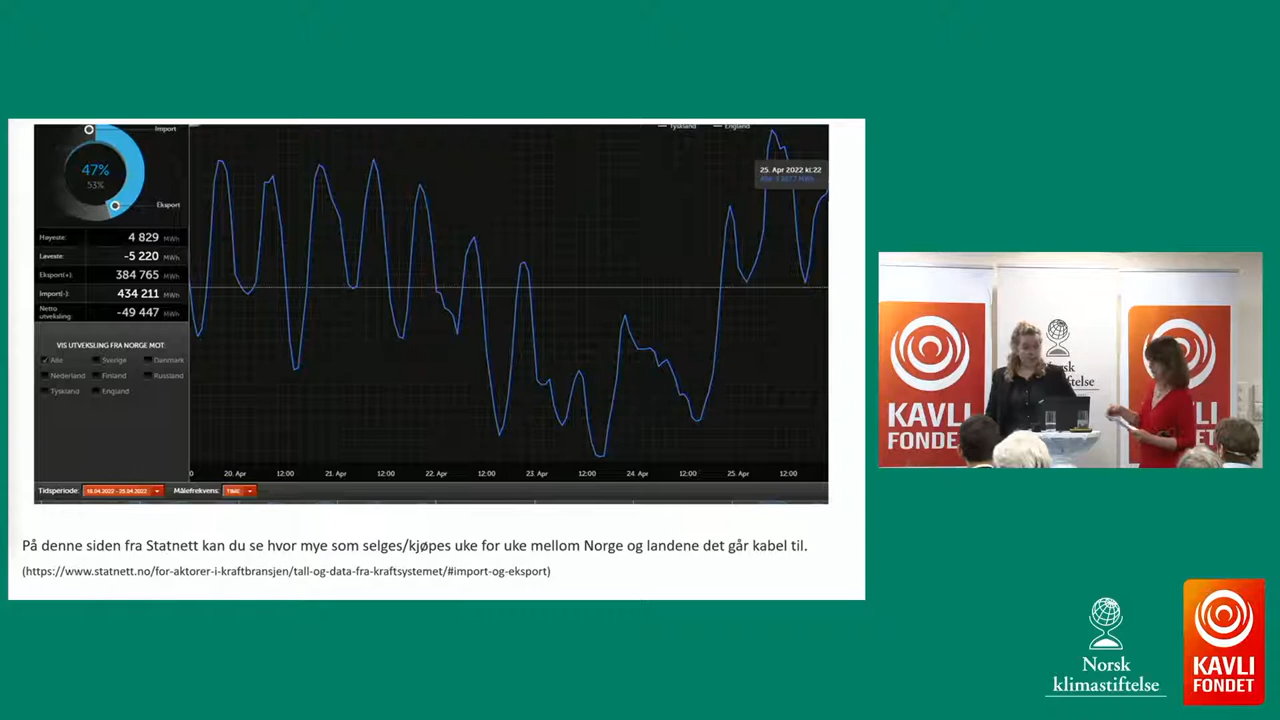 Import
47%
53%
Eksport
Høyeste: 4 829 MWh
Laveste: -5 220 MWh
Eksport(+): 384 765 MWh
Import(-): 434 211 MWh
Netto utveksling: -49 447 MWh
VIS UTVEKSLING FRA NORGE MOT:
Alle Sverige Danmark
Nederland Finland Russland
Tyskland England
Tyskland England
25. Apr 2022 kl:22
20. Apr 12:00 21. Apr 12:00 22. Apr 12:00 23. Apr 12:00 24. Apr 12:00 25. Apr 12:00
Tidsperiode: Målefrekvens: TIME
På denne siden fra Statnett kan du se hvor mye som selges/kjøpes uke for uke mellom Norge og landene det går kabel til.
(https://www.statnett.no/for-aktorer-i-kraftbransjen/tall-og-data-fra-kraftsystemet/#import-og-eksport)
KAVLI
FONDET
Norsk
klimastiftelse
KAVLI
FONDET